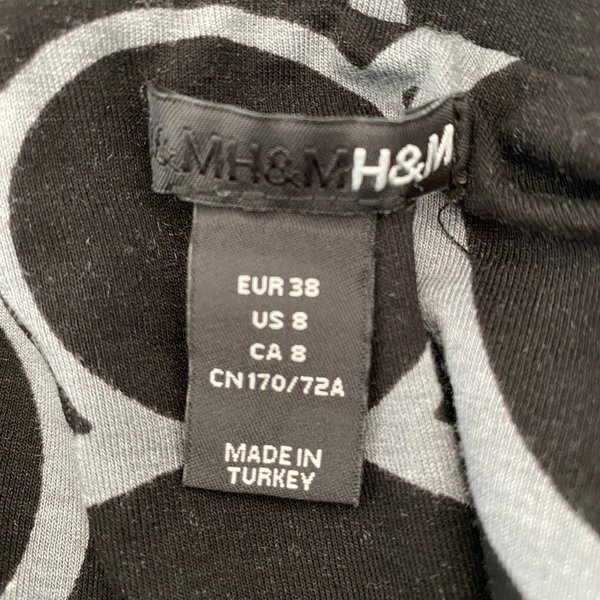 &MH&MH&M
EUR 38
US 8
CA 8
CN170/72A
MADE IN
TURKEY